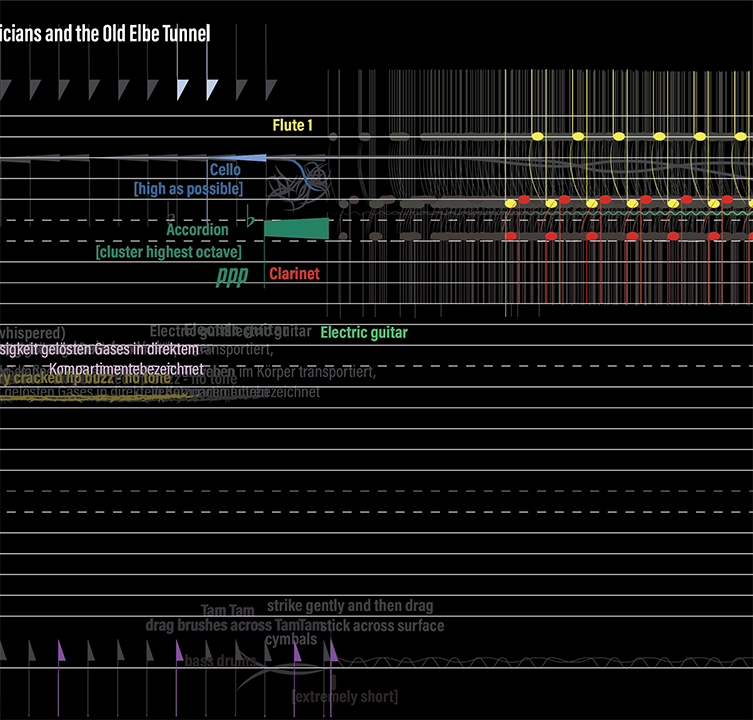 icians and the Old Elbe Tunnel
Flute 1
Cello
[high as possible]
Accordion
[cluster highest octave]
ppp
Clarinet
whispered)
Electric guitar
Electric guitar
sigkeit gelösten Gases in direktem
transportiert,
Kompartimentebezeichnet
im Körper transportiert,
ry cracked lip buzz - no tone
gelösten Gases in direktem
bezeichnet
Tam Tam
strike gently and then drag
drag brushes across TamTam
stick across surface
cymbals
bass drums
[extremely short]